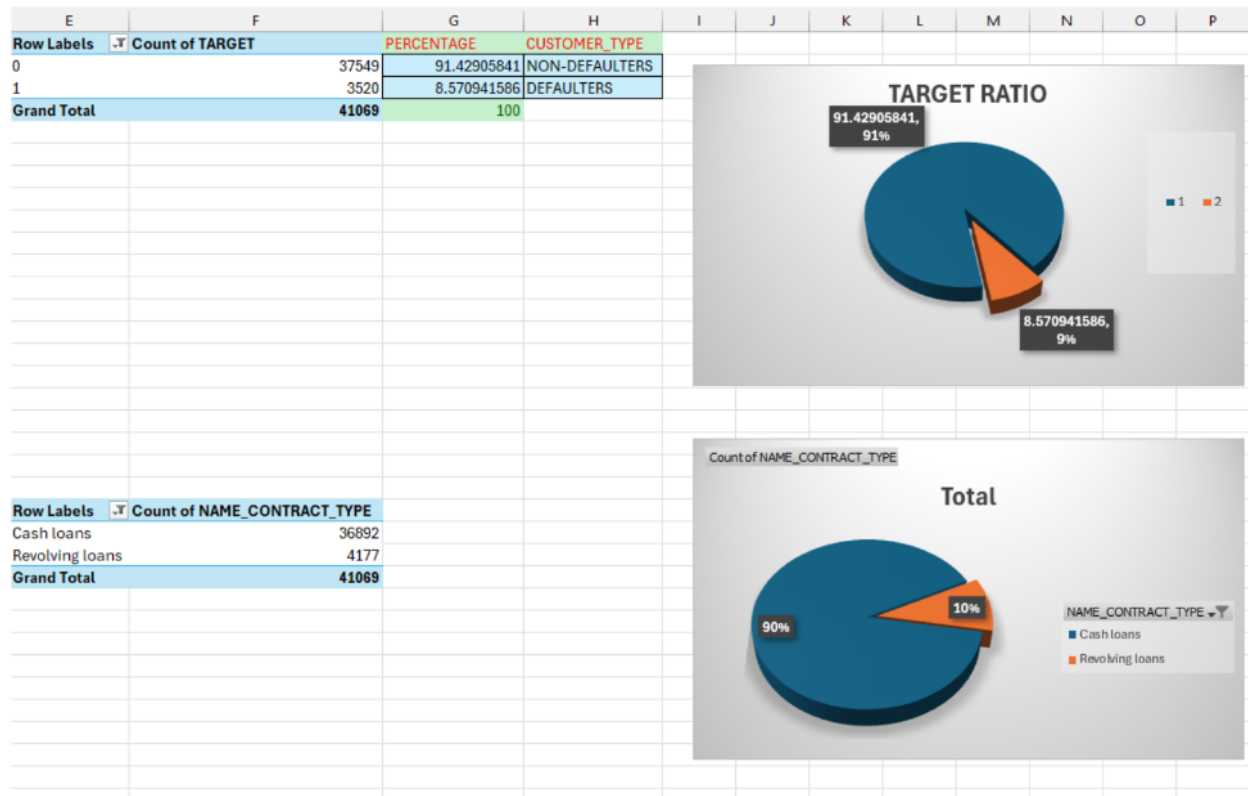 E F G H I J K L M N O P
Row Labels Count of TARGET PERCENTAGE CUSTOMER_TYPE
0 37549 91.42905841 NON-DEFAULTERS
1 3520 8.570941586 DEFAULTERS
Grand Total 41069 100
TARGET RATIO
91.42905841,
91%
1 2
8.570941586,
9%
Count of NAME_CONTRACT_TYPE
Total
Row Labels Count of NAME_CONTRACT_TYPE
Cash loans 36892
Revolving loans 4177
Grand Total 41069
10%
90%
NAME_CONTRACT_TYPE
Cash loans
Revolving loans